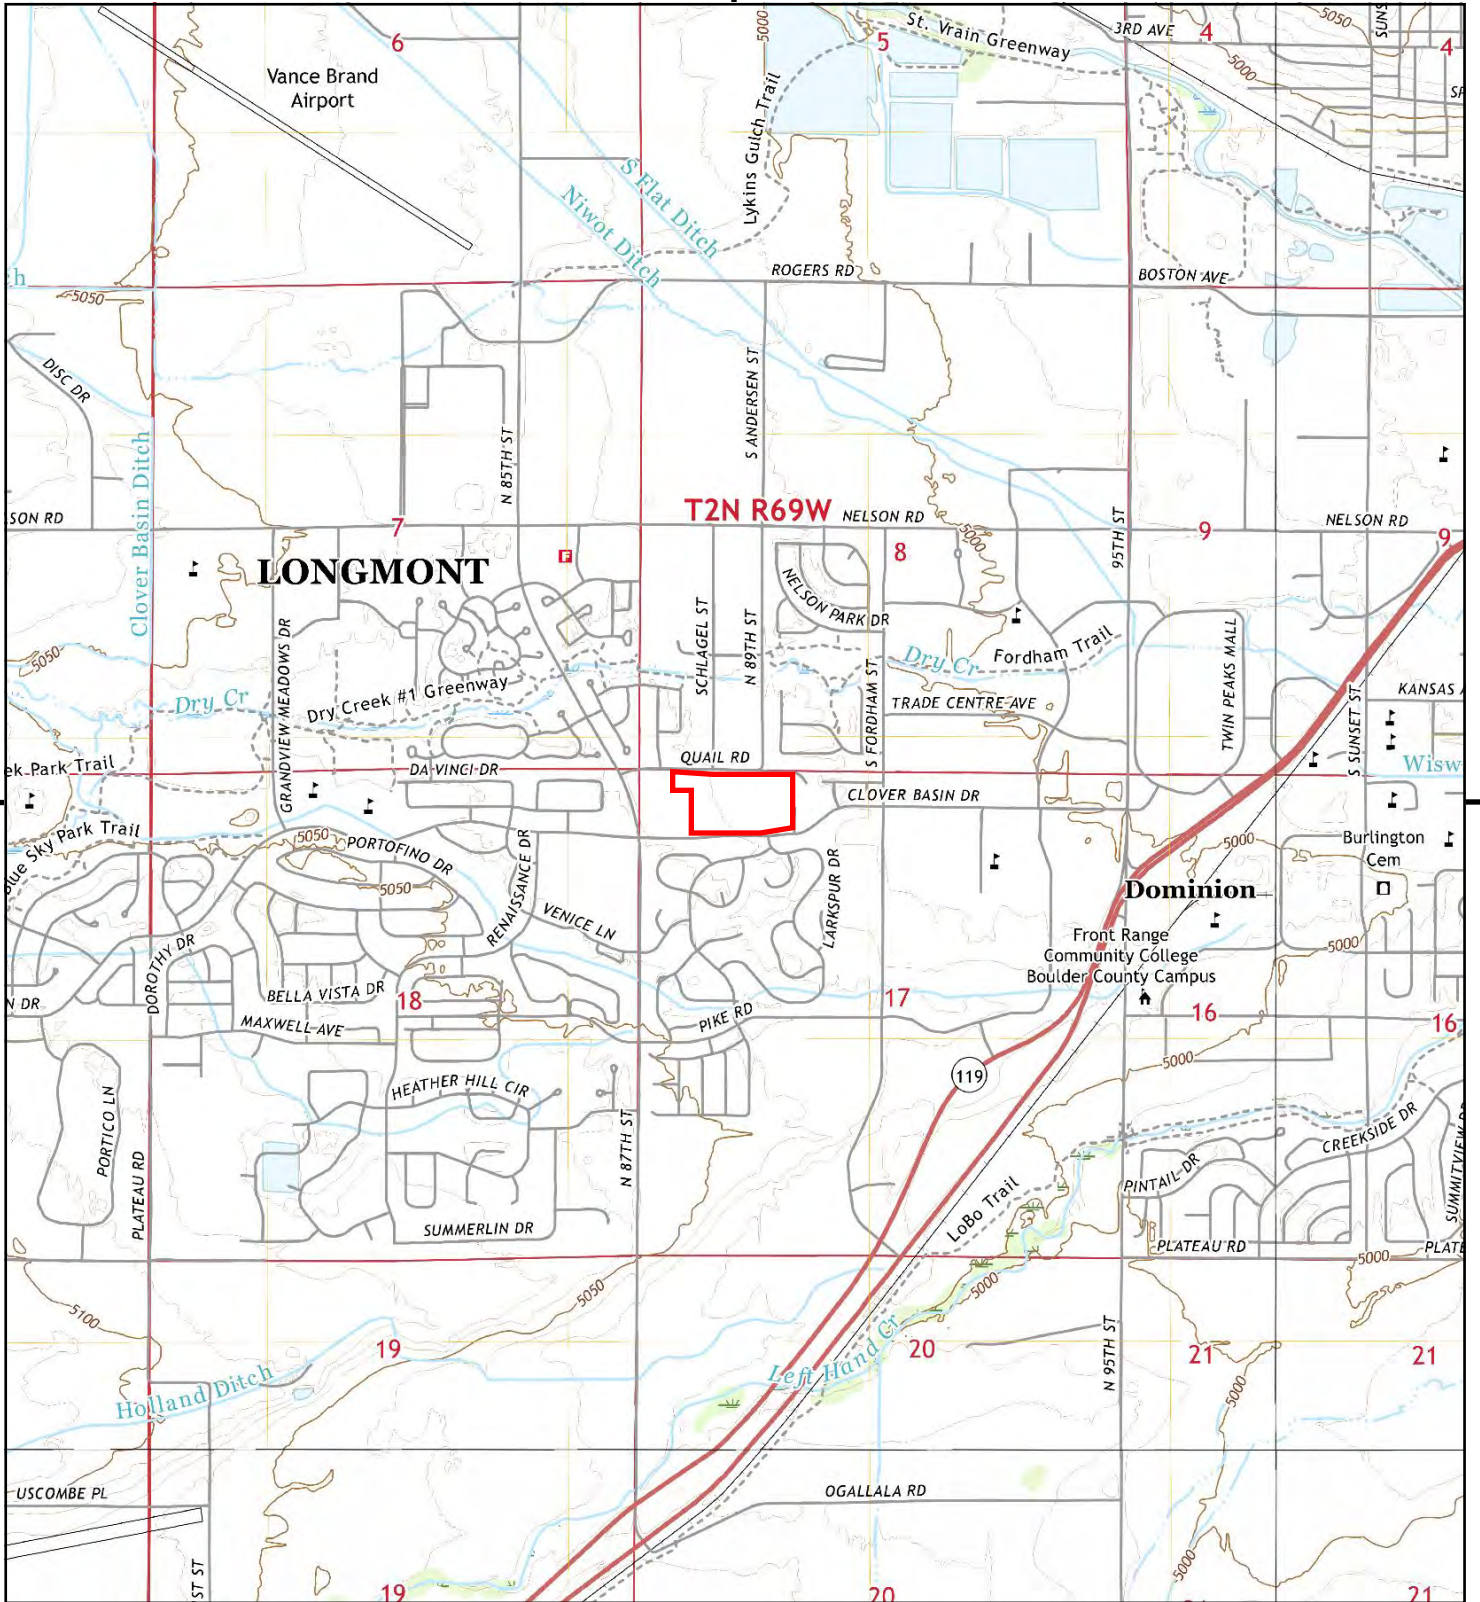 5050
SUNS
6
5000
5
St. Vrain Greenway
3RD AVE
4
4
Vance Brand
Airport
5000
Lykins Gulch Trail
S Flat Ditch
Niwot Ditch
ROGERS RD
BOSTON AVE
5050
DISC DR
S ANDERSEN ST
Clover Basin Ditch
N 85TH ST
T2N R69W
SON RD
7
NELSON RD
95TH ST
9
NELSON RD
9
5000
8
F
LONGMONT
NELSON PARK DR
SCHLAGEL ST
N 89TH ST
GRANDVIEW MEADOWS DR
5050
Dry Cr
Fordham Trail
TWIN PEAKS MALL
S FORDHAM ST
Dry Cr
Dry Creek #1 Greenway
TRADE CENTRE AVE
S SUNSET ST
KANSAS A
QUAIL RD
ek Park Trail
DA VINCI DR
Wisw
CLOVER BASIN DR
Blue Sky Park Trail
5050
PORTOFINO DR
5000
Burlington
Cem
5050
RENAISSANCE DR
LARKSPUR DR
Dominion
VENICE LN
DOROTHY DR
Front Range
Community College
Boulder County Campus
5000
N DR
BELLA VISTA DR
18
17
16
16
MAXWELL AVE
PIKE RD
5000
119
HEATHER HILL CIR
PORTICO LN
N 87TH ST
CREEKSIDE DR
PINTAIL DR
SUMMITVIEW DR
PLATEAU RD
LoBo Trail
SUMMERLIN DR
PLATEAU RD
PLATE
5000
5050
5000
5100
19
Left Hand Cr
20
N 95TH ST
21
21
Holland Ditch
5000
USCOMBE PL
OGALLALA RD
5000
ST ST
19
20
21